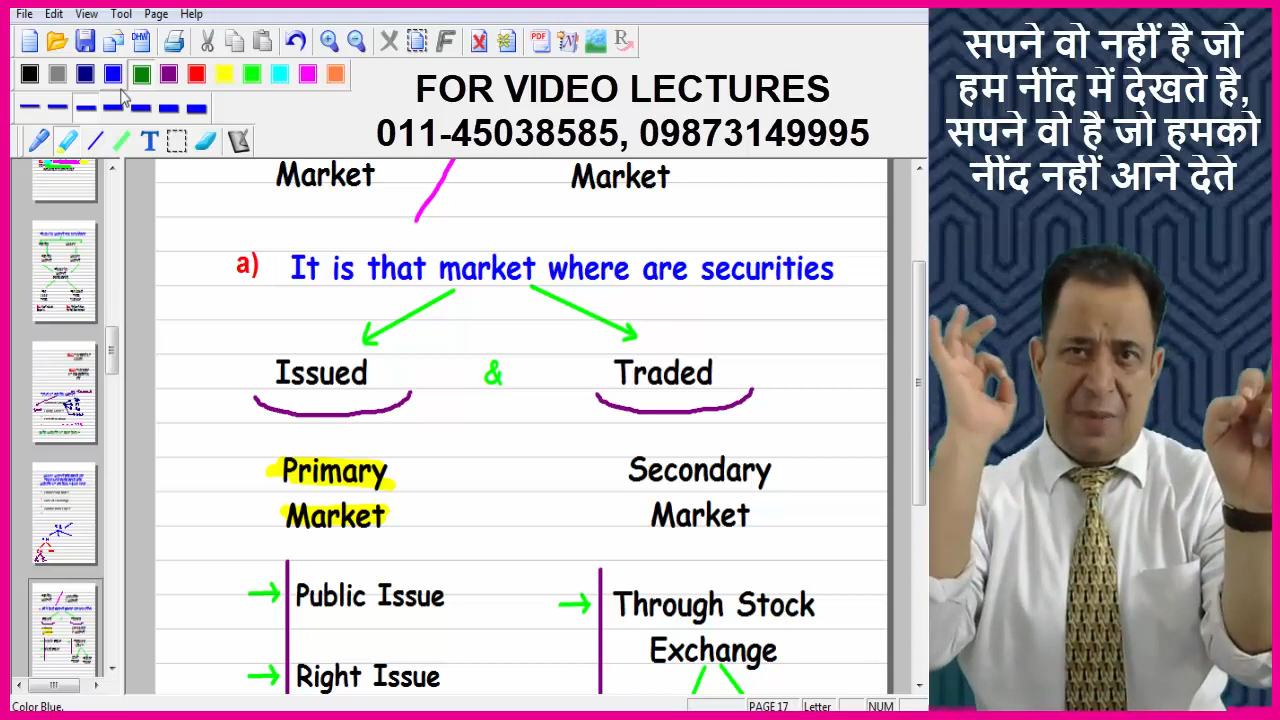 File Edit View Tool Page Help
FOR VIDEO LECTURES
011-45038585, 09873149995
Market Market
a) It is that market where are securities
Issued & Traded
Primary Secondary
Market Market
Public Issue
Through Stock
Exchange
Right Issue
Color Blue.
PAGE 17 Letter NUM
सपने वो नहीं है जो
हम नींद में देखते है,
सपने वो है जो हमको
नींद नहीं आने देते